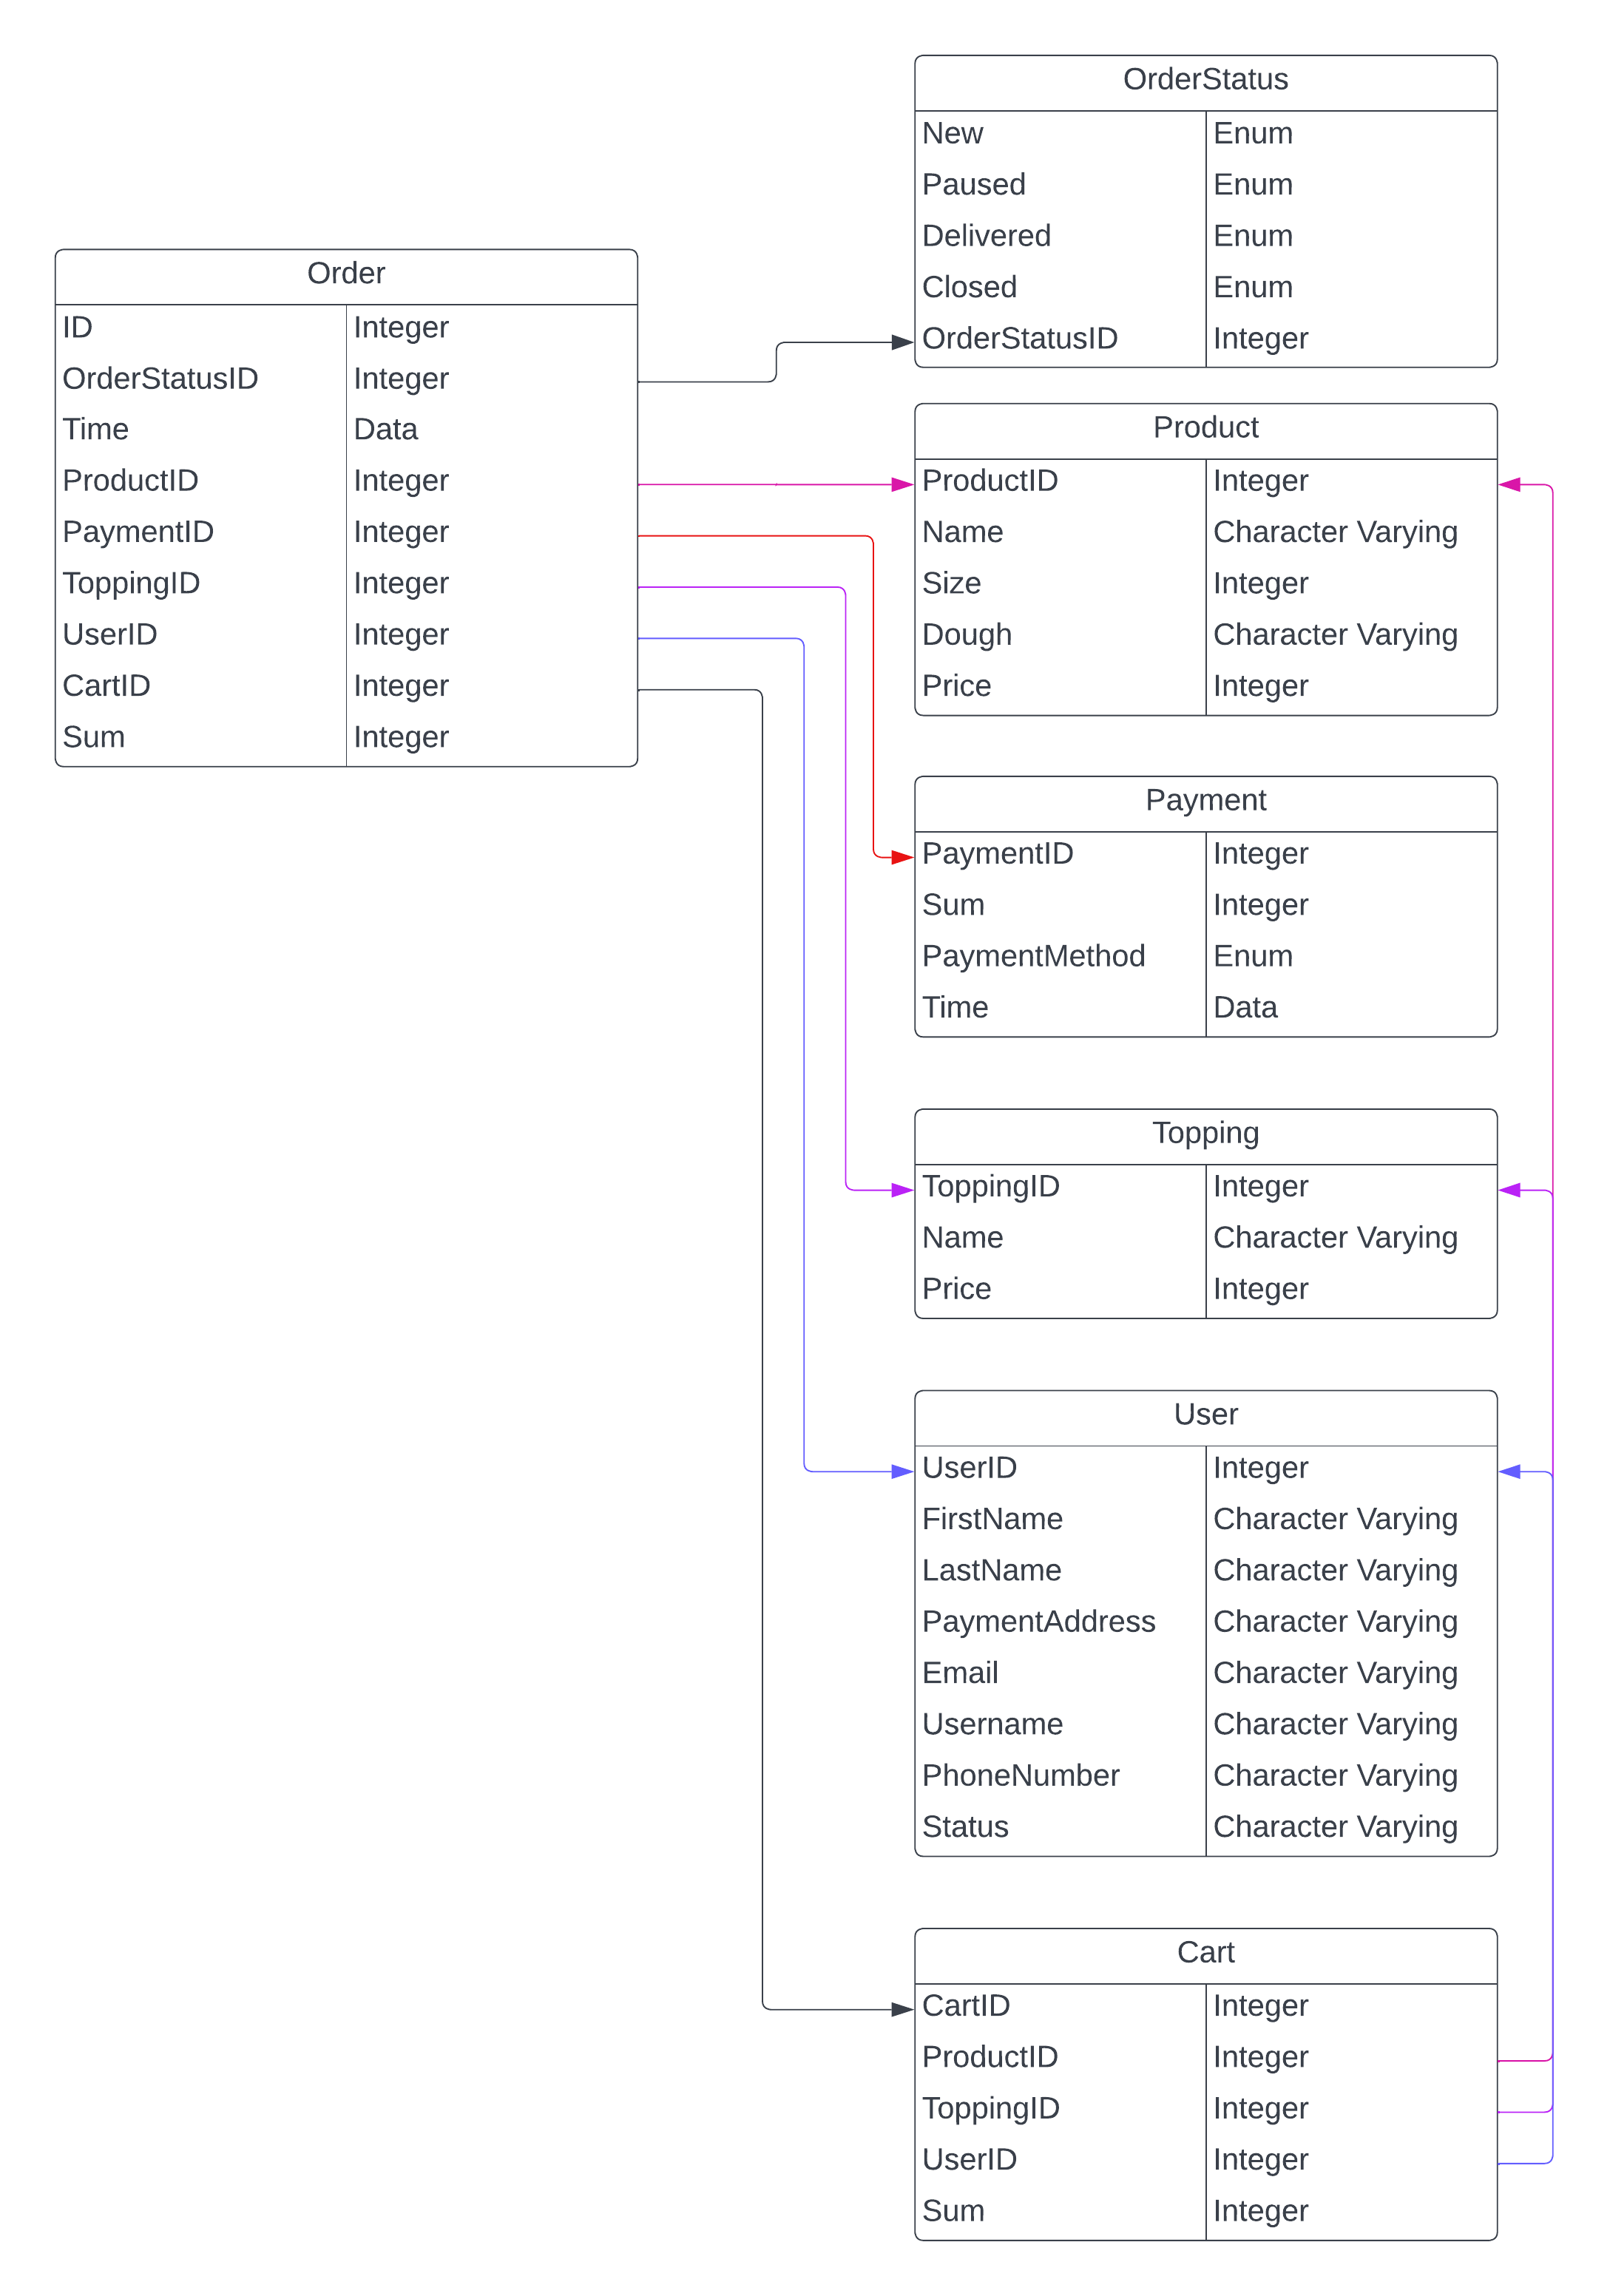 OrderStatus
New Enum
Paused Enum
Delivered Enum
Closed Enum
OrderStatusID Integer
Order
ID Integer
OrderStatusID Integer
Time Data
ProductID Integer
PaymentID Integer
ToppingID Integer
UserID Integer
CartID Integer
Sum Integer
Product
ProductID Integer
Name Character Varying
Size Integer
Dough Character Varying
Price Integer
Payment
PaymentID Integer
Sum Integer
PaymentMethod Enum
Time Data
Topping
ToppingID Integer
Name Character Varying
Price Integer
User
UserID Integer
FirstName Character Varying
LastName Character Varying
PaymentAddress Character Varying
Email Character Varying
Username Character Varying
PhoneNumber Character Varying
Status Character Varying
Cart
CartID Integer
ProductID Integer
ToppingID Integer
UserID Integer
Sum Integer